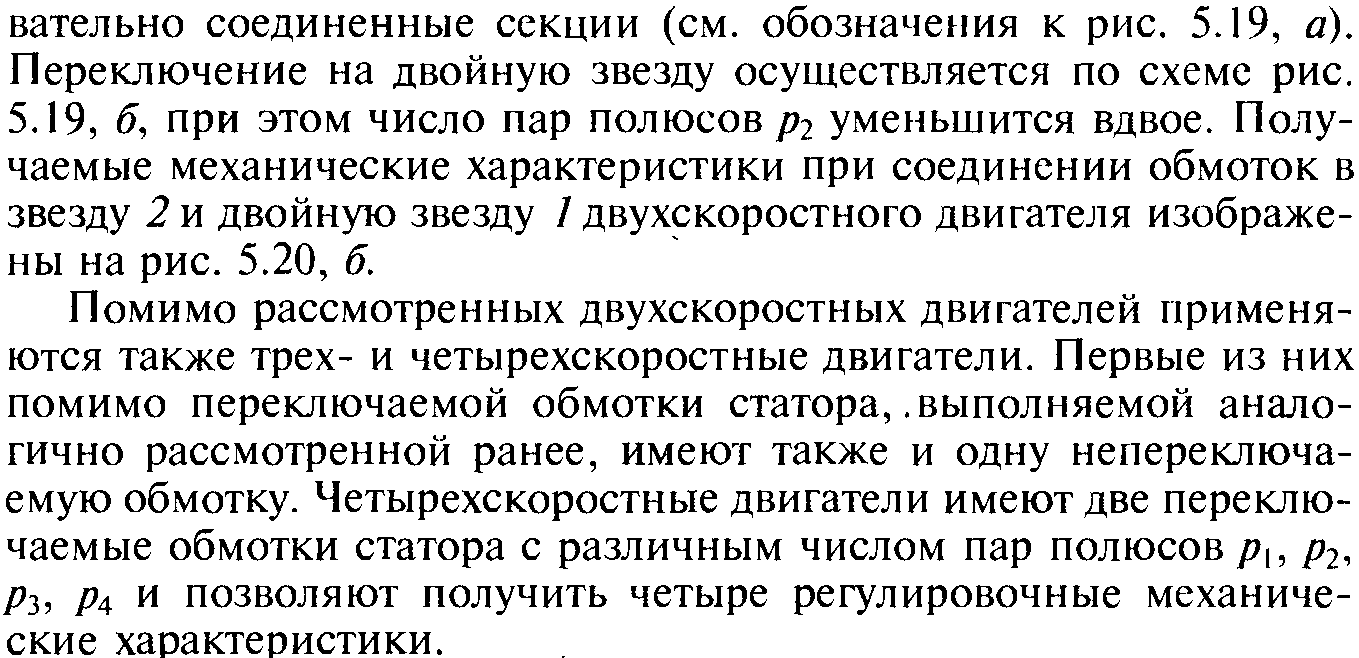 вательно соединенные секции (см. обозначения к рис. 5.19, а).
Переключение на двойную звезду осуществляется по схеме рис.
5.19, б, при этом число пар полюсов p₂ уменьшится вдвое. Полу-
чаемые механические характеристики при соединении обмоток в
звезду 2 и двойную звезду 1 двухскоростного двигателя изображе-
ны на рис. 5.20, б.
Помимо рассмотренных двухскоростных двигателей применя-
ются также трех- и четырехскоростные двигатели. Первые из них
помимо переключаемой обмотки статора, выполняемой анало-
гично рассмотренной ранее, имеют также и одну непереключа-
емую обмотку. Четырехскоростные двигатели имеют две переклю-
чаемые обмотки статора с различным числом пар полюсов p₁, p₂,
p₃, p₄ и позволяют получить четыре регулировочные механиче-
ские характеристики.